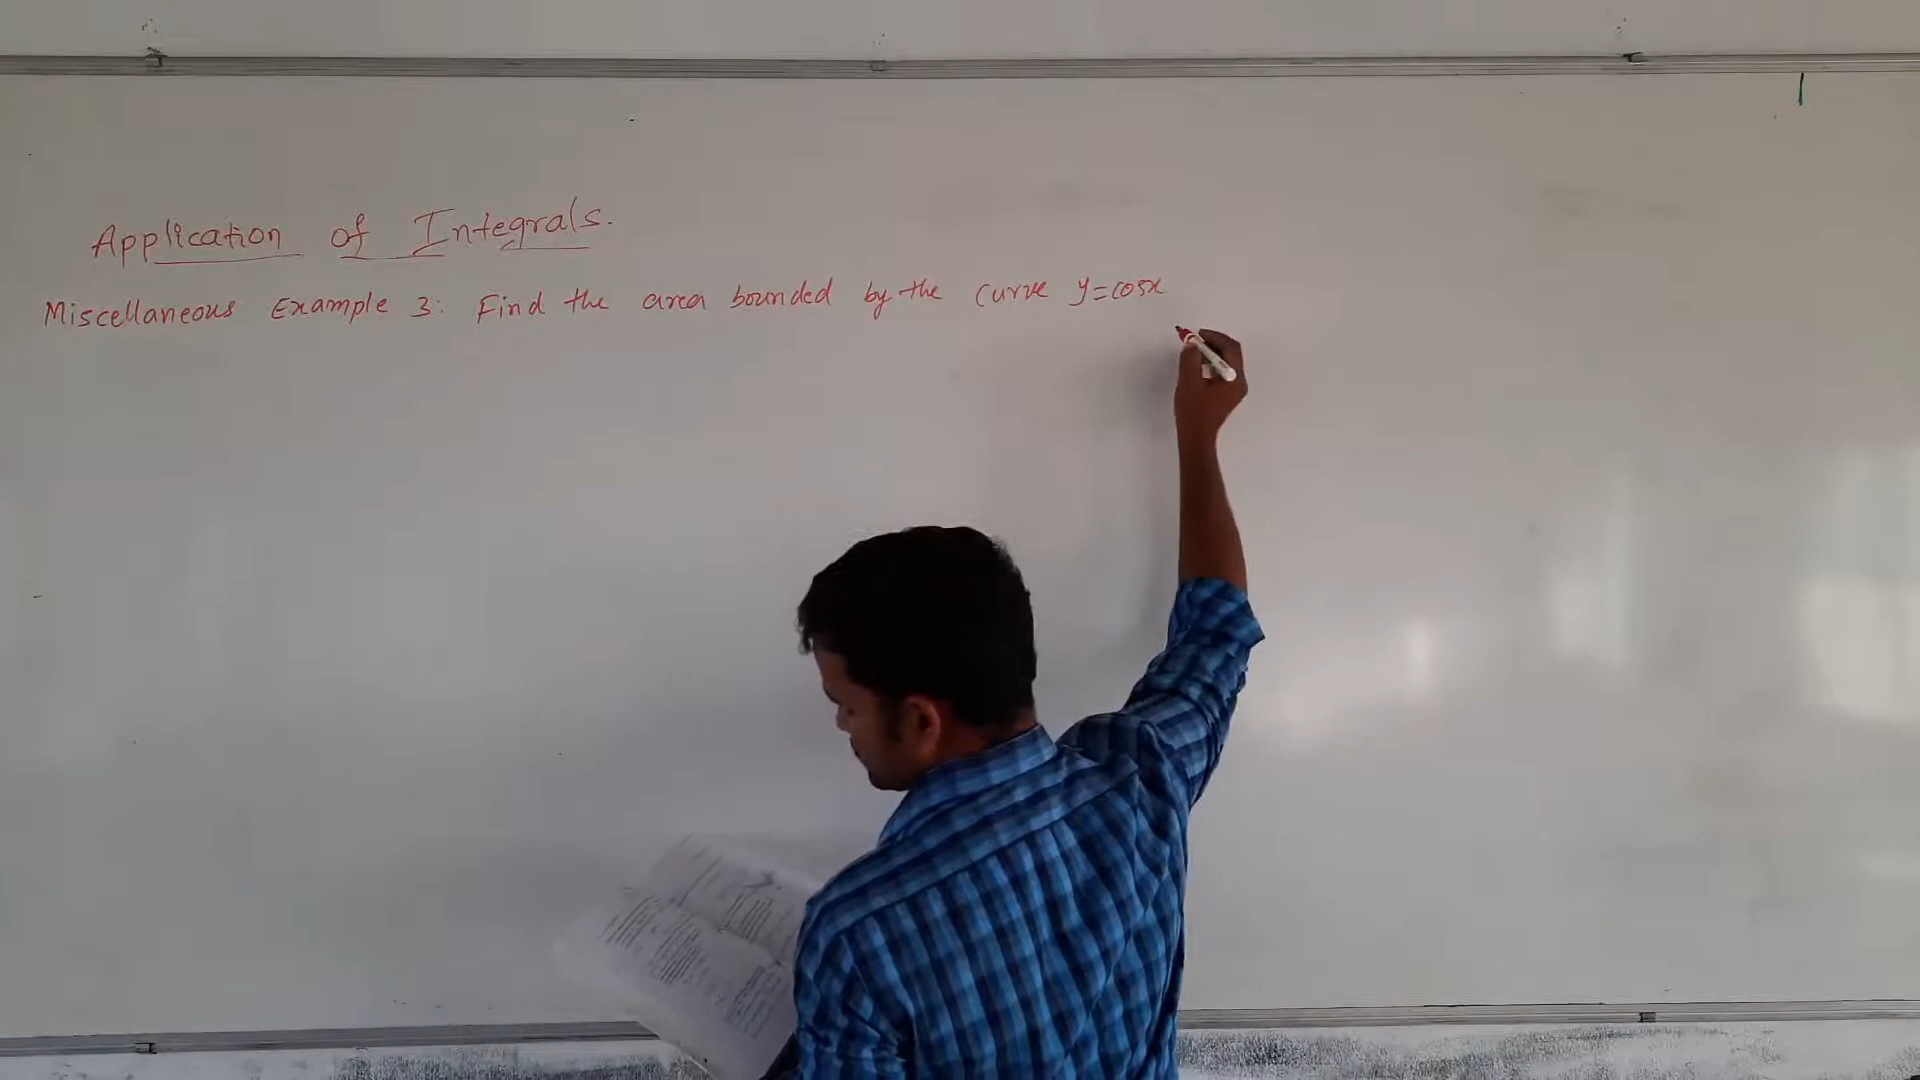 Application of Integrals.
Miscellaneous Example 3: Find the area bounded by the curve y=cosx